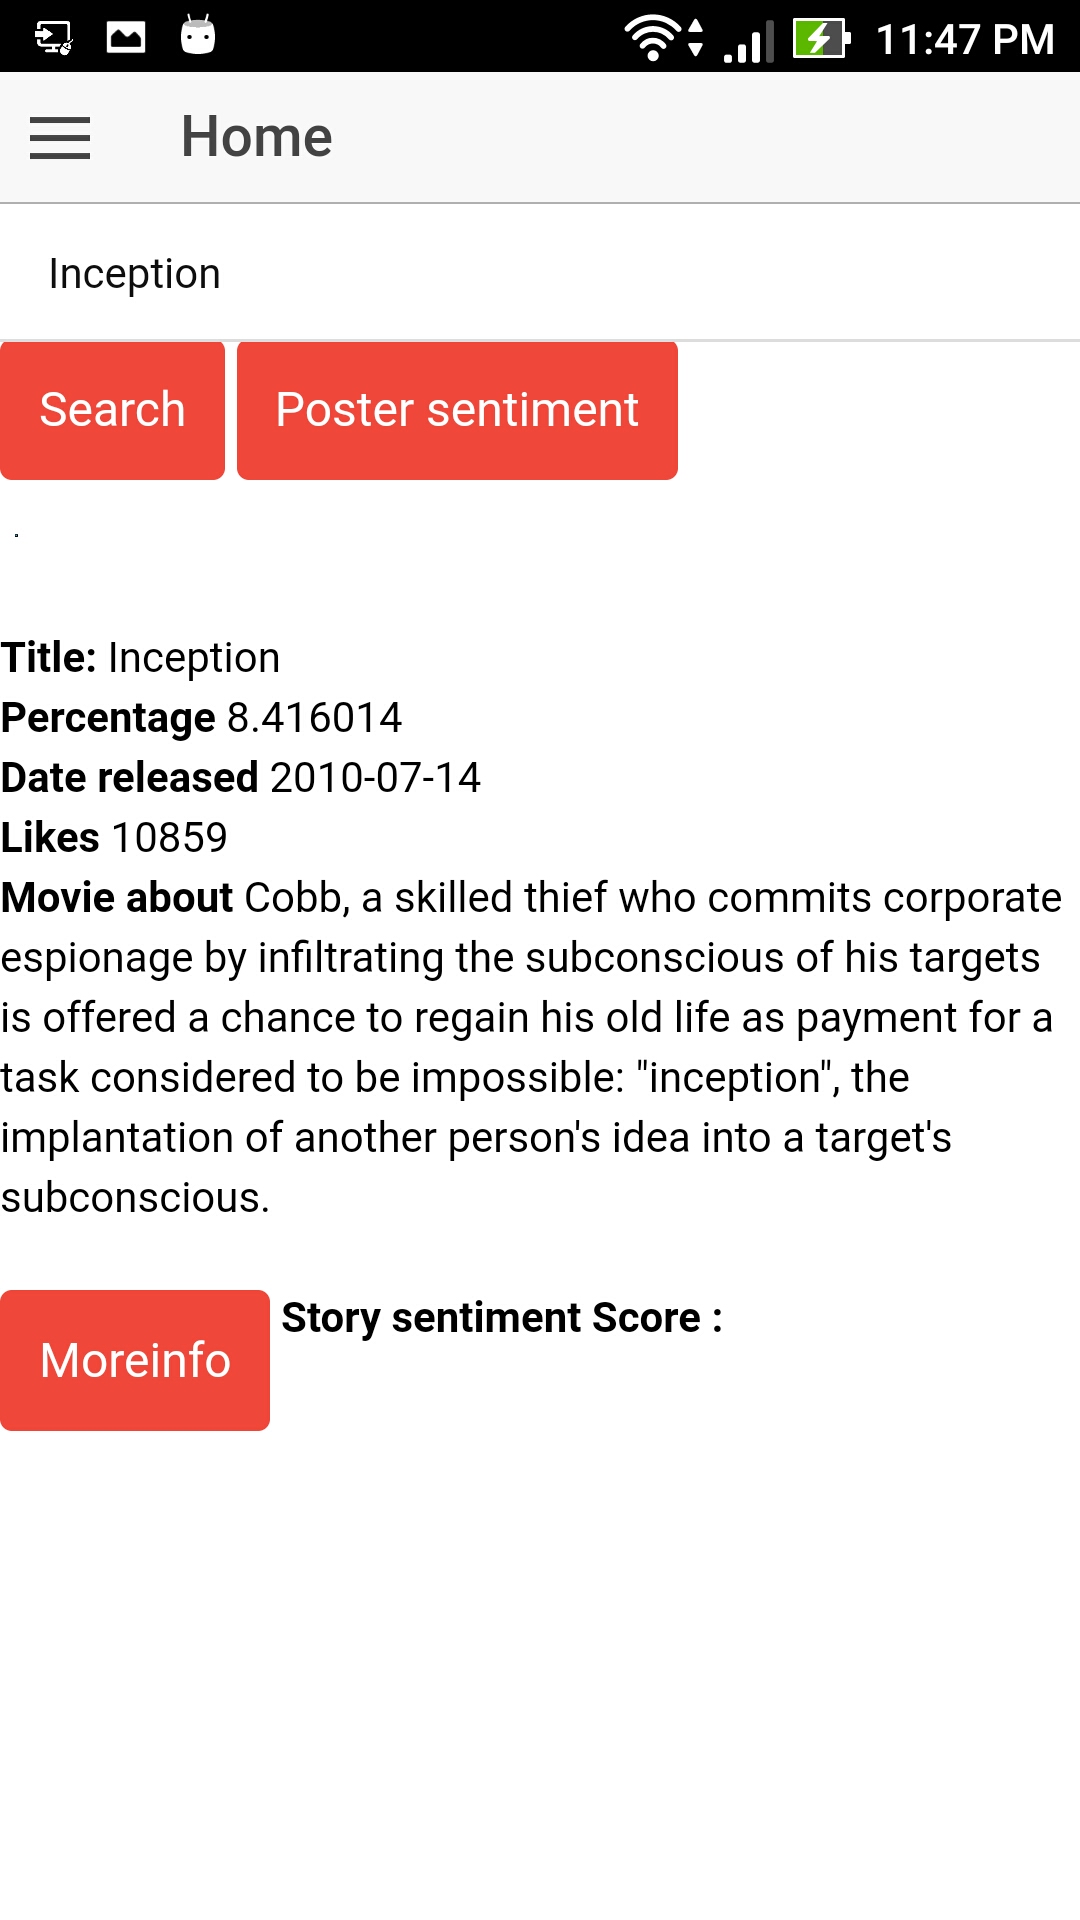 11:47 PM
Home
Inception
Search Poster sentiment
Title: Inception
Percentage 8.416014
Date released 2010-07-14
Likes 10859
Movie about Cobb, a skilled thief who commits corporate
espionage by infiltrating the subconscious of his targets
is offered a chance to regain his old life as payment for a
task considered to be impossible: "inception", the
implantation of another person's idea into a target's
subconscious.
Moreinfo Story sentiment Score :